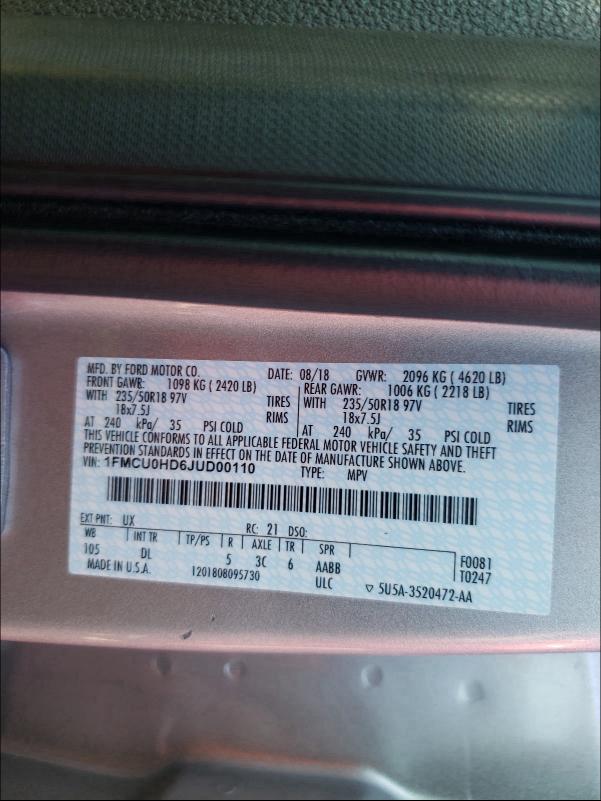 MFD. BY FORD MOTOR CO. DATE: 08/18 GVWR: 2096 KG ( 4620 LB)
FRONT GAWR: 1098 KG ( 2420 LB) REAR GAWR: 1006 KG ( 2218 LB)
WITH 235/50R18 97V TIRES WITH 235/50R18 97V TIRES
18x7.5J RIMS 18x7.5J RIMS
AT 240 kPa/ 35 PSI COLD AT 240 kPa/ 35 PSI COLD
THIS VEHICLE CONFORMS TO ALL APPLICABLE FEDERAL MOTOR VEHICLE SAFETY AND THEFT
PREVENTION STANDARDS IN EFFECT ON THE DATE OF MANUFACTURE SHOWN ABOVE.
VIN: 1FMCU0HD6JUD00110 TYPE: MPV
EXT PNT: UX RC: 21 DSO:
WB INT TR TP/PS R AXLE TR SPR
105 DL 5 3C 6 AABB F0081
MADE IN U.S.A. 1201808095730 ULC T0247
▽ 5U5A-3520472-AA